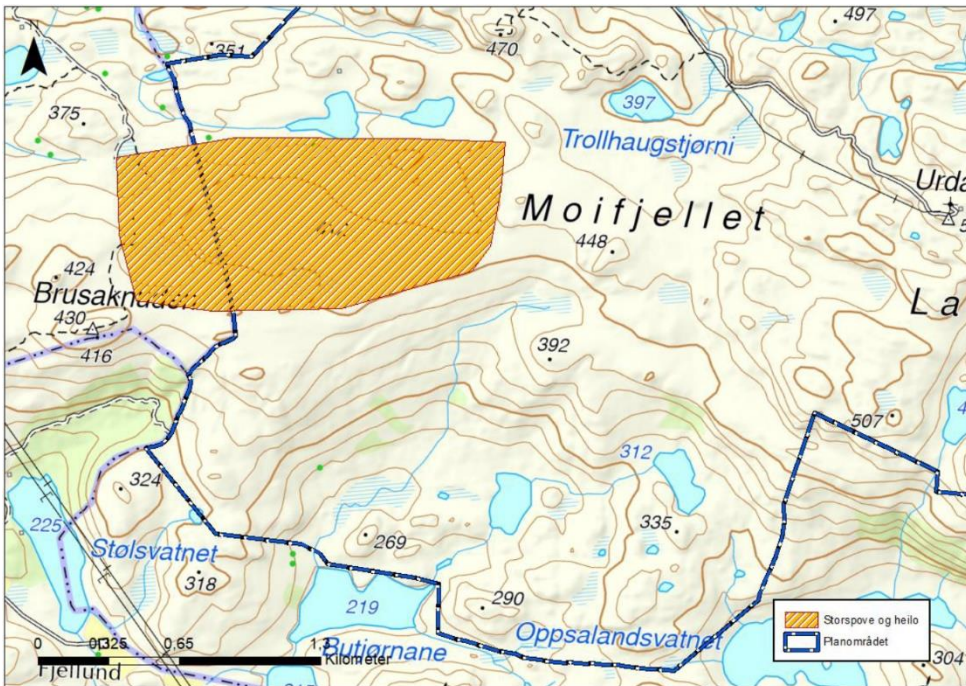 N
351
470
497
375
397
Trollhaugstjørni
Urda
Moifjellet
448
424
Brusaknuden
430
416
La
392
507
312
324
225
335
Stølsvatnet
269
318
219
290
Oppsalandsvatnet
Butjørnane
304
0 0.325 0.65 1.3
Kilometer
Fjellund
Storspove og heilo
Planområdet